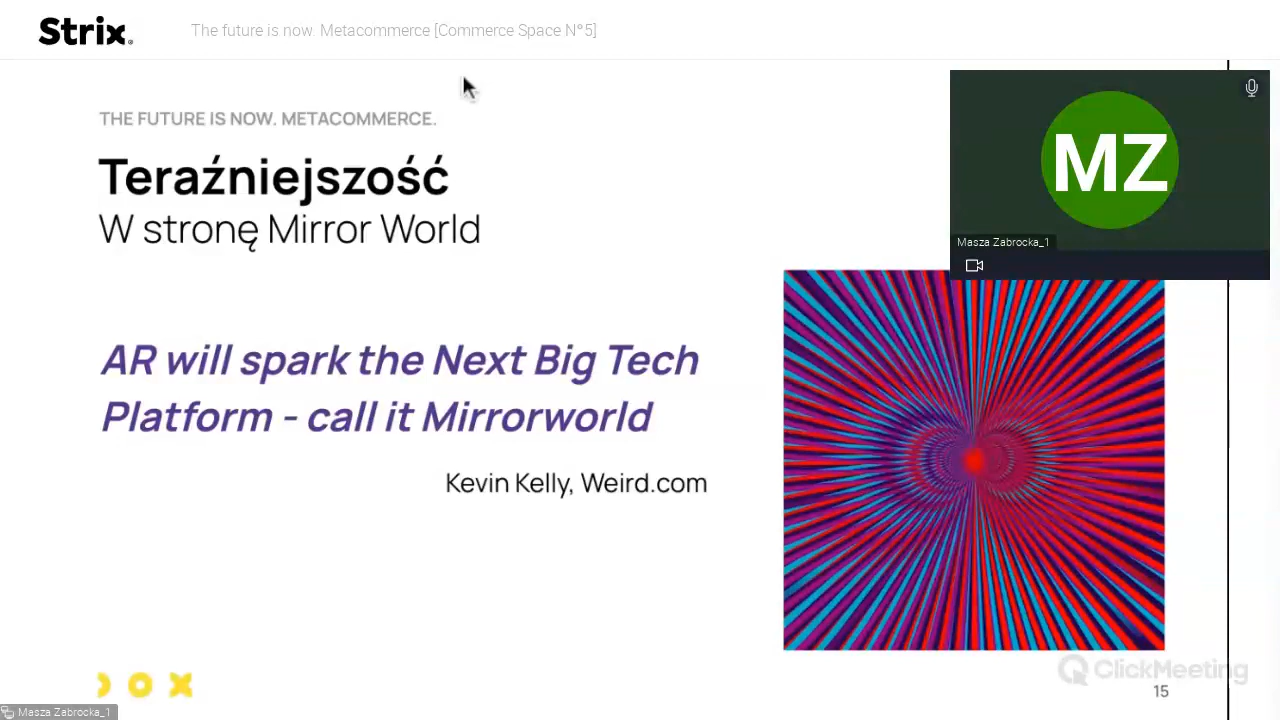 Strix
The future is now. Metacommerce [Commerce Space N°5]
THE FUTURE IS NOW. METACOMMERCE.
Teraźniejszość
W stronę Mirror World
MZ
Masza Zabrocka_1
AR will spark the Next Big Tech
Platform - call it Mirrorworld
Kevin Kelly, Weird.com
ClickMeeting
15
Masza Zabrocka_1